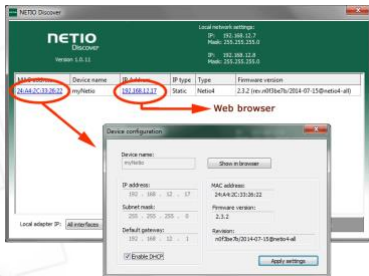 NETIO Discover
NETIO
Discover
Version 1.0.11
Local network settings:
IP: 192.168.12.7
Mask: 255.255.255.0
IP: 192.168.12.8
Mask: 255.255.255.0
MAC address Device name IP Address IP type Type Firmware version
24:A4:2C:33:26:22 myNetio 192.168.12.17 Static Netio4 2.3.2 (rev.n0f3be7b/2014-07-15@netio4-all)
Web browser
Device configuration
Device name:
myNetio
Show in browser
IP address:
192 . 168 . 12 . 17
MAC address:
24:A4:2C:33:26:22
Subnet mask:
255 . 255 . 255 . 0
Firmware version:
2.3.2
Default gateway:
192 . 168 . 12 . 1
Revision:
n0f3be7b/2014-07-15@netio4-all
Local adapter IP: All interfaces
Enable DHCP
Apply settings